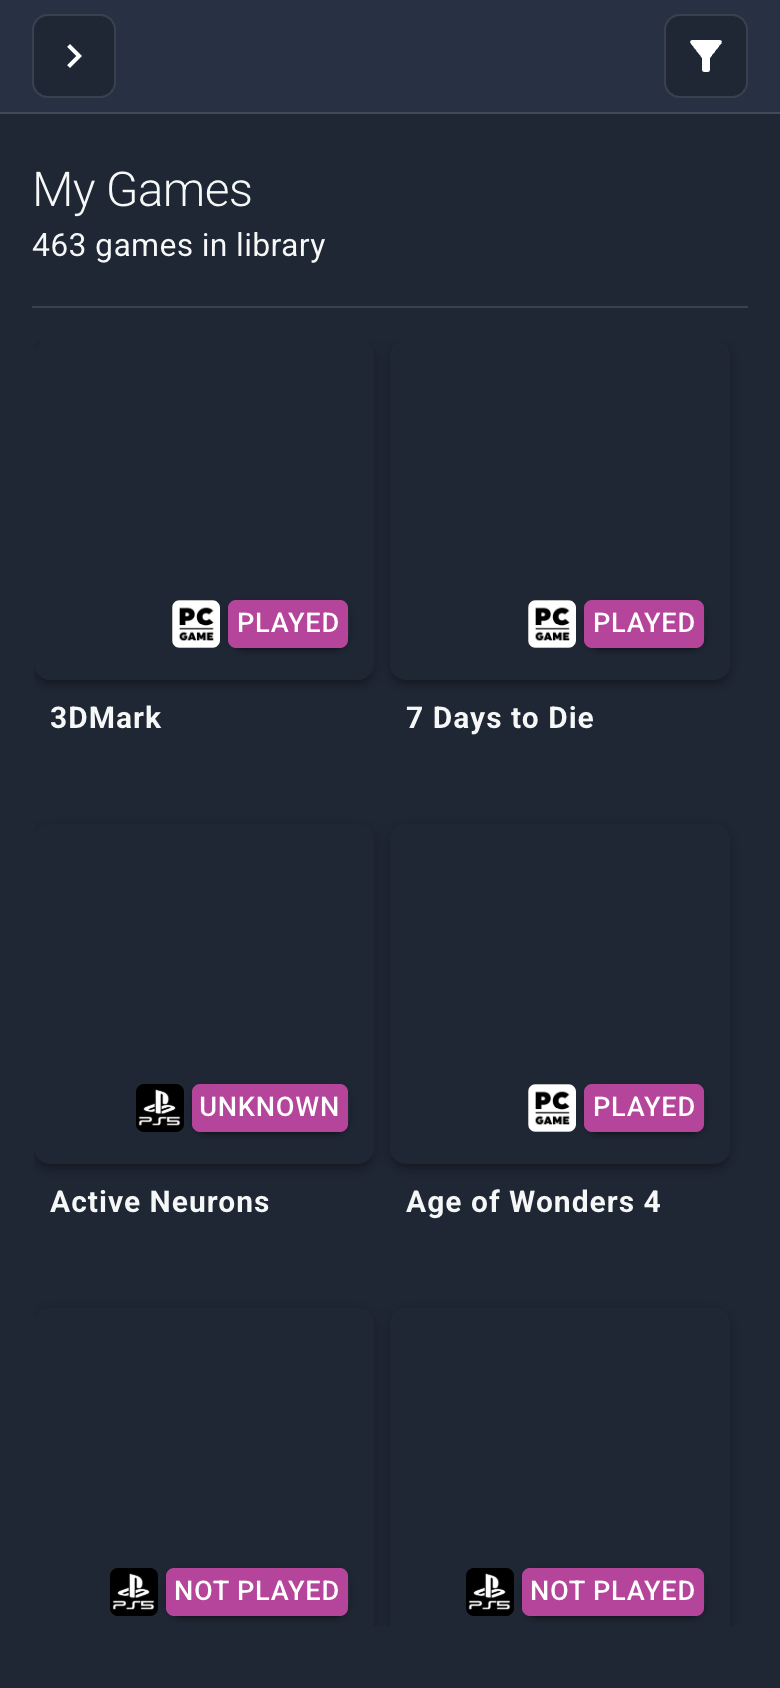 My Games
463 games in library
PC
GAME
PLAYED
PC
GAME
PLAYED
3DMark
7 Days to Die
PS5
UNKNOWN
PC
GAME
PLAYED
Active Neurons
Age of Wonders 4
PS5
NOT PLAYED
PS5
NOT PLAYED